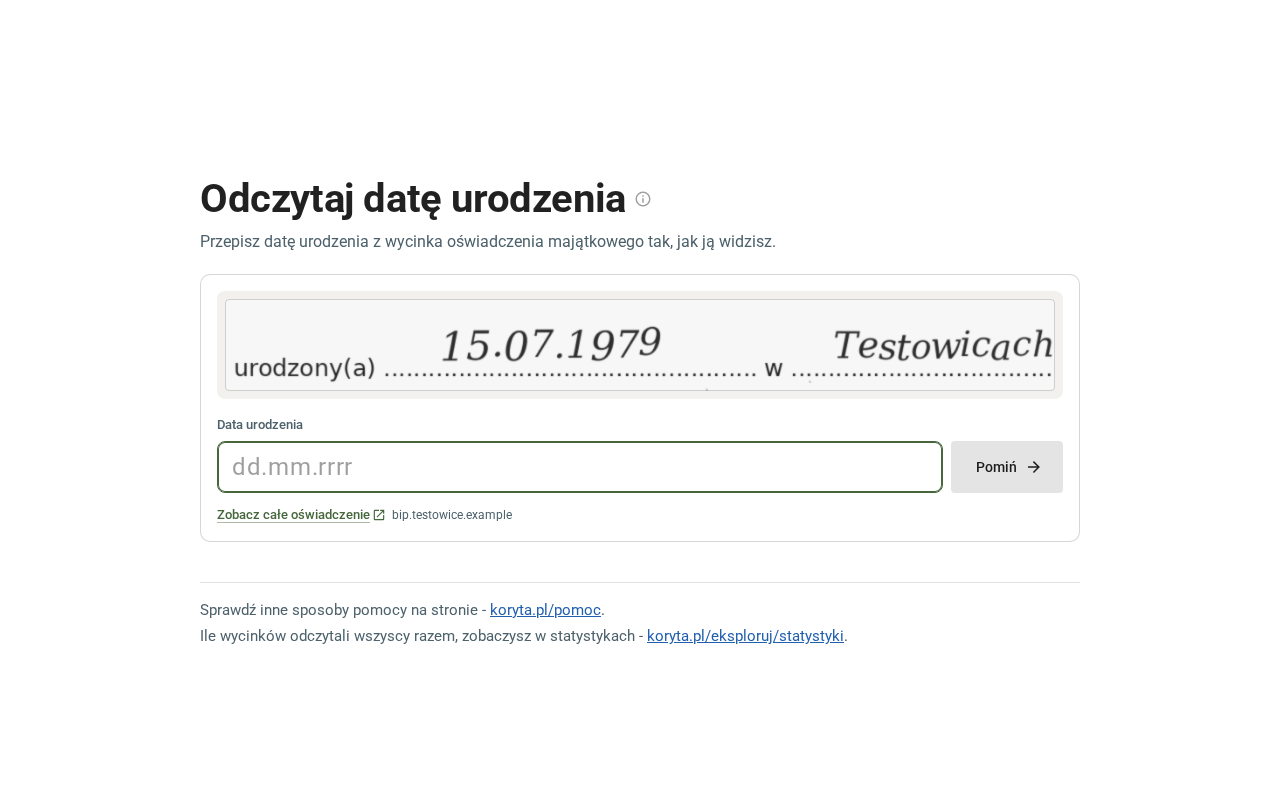 Odczytaj datę urodzenia
Przepisz datę urodzenia z wycinka oświadczenia majątkowego tak, jak ją widzisz.
urodzony(a) .................................................. 15.07.1979 w ................................... Testowicach
Data urodzenia
dd.mm.rrrr
Pomiń
Zobacz całe oświadczenie bip.testowice.example
Sprawdź inne sposoby pomocy na stronie - koryta.pl/pomoc.
Ile wycinków odczytali wszyscy razem, zobaczysz w statystykach - koryta.pl/eksploruj/statystyki.